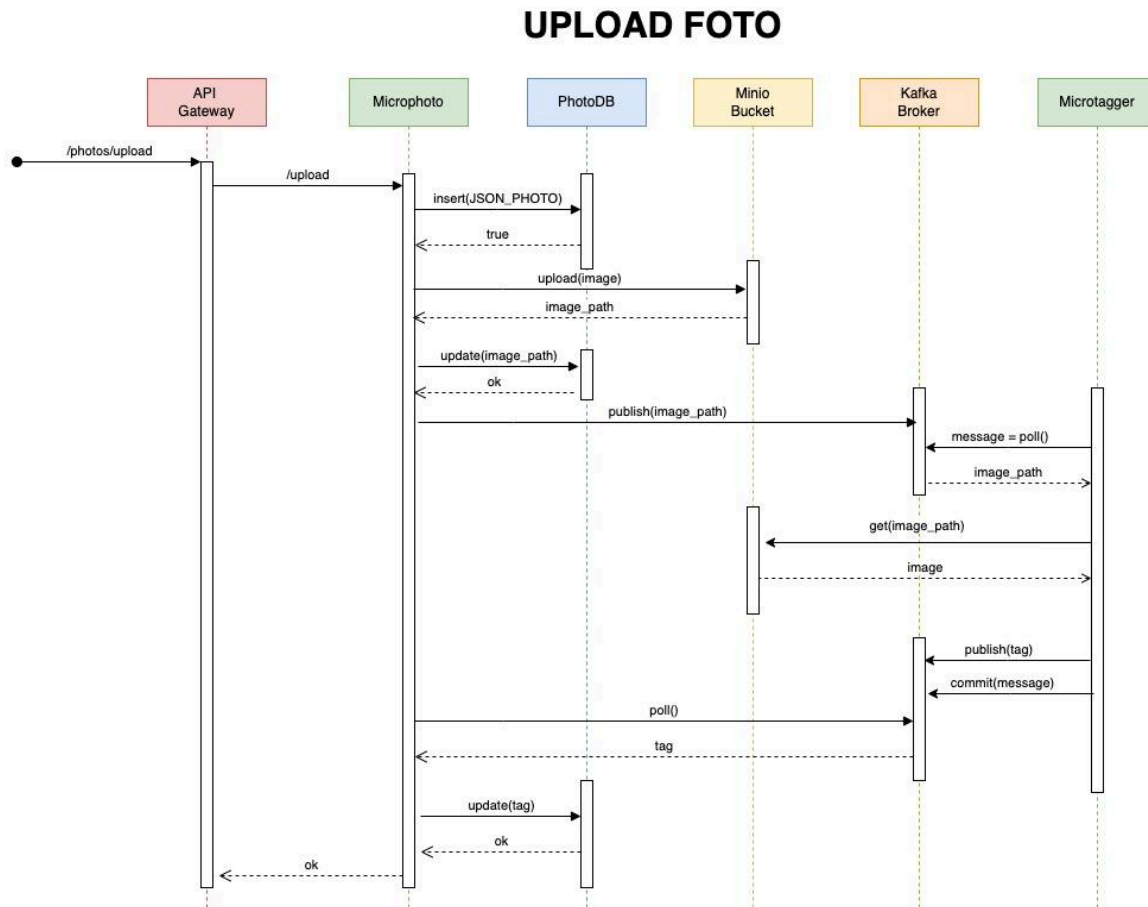 UPLOAD FOTO
API
Gateway
Microphoto
PhotoDB
Minio
Bucket
Kafka
Broker
Microtagger
/photos/upload
/upload
insert(JSON_PHOTO)
true
upload(image)
image_path
update(image_path)
ok
publish(image_path)
message = poll()
image_path
get(image_path)
image
publish(tag)
commit(message)
poll()
tag
update(tag)
ok
ok